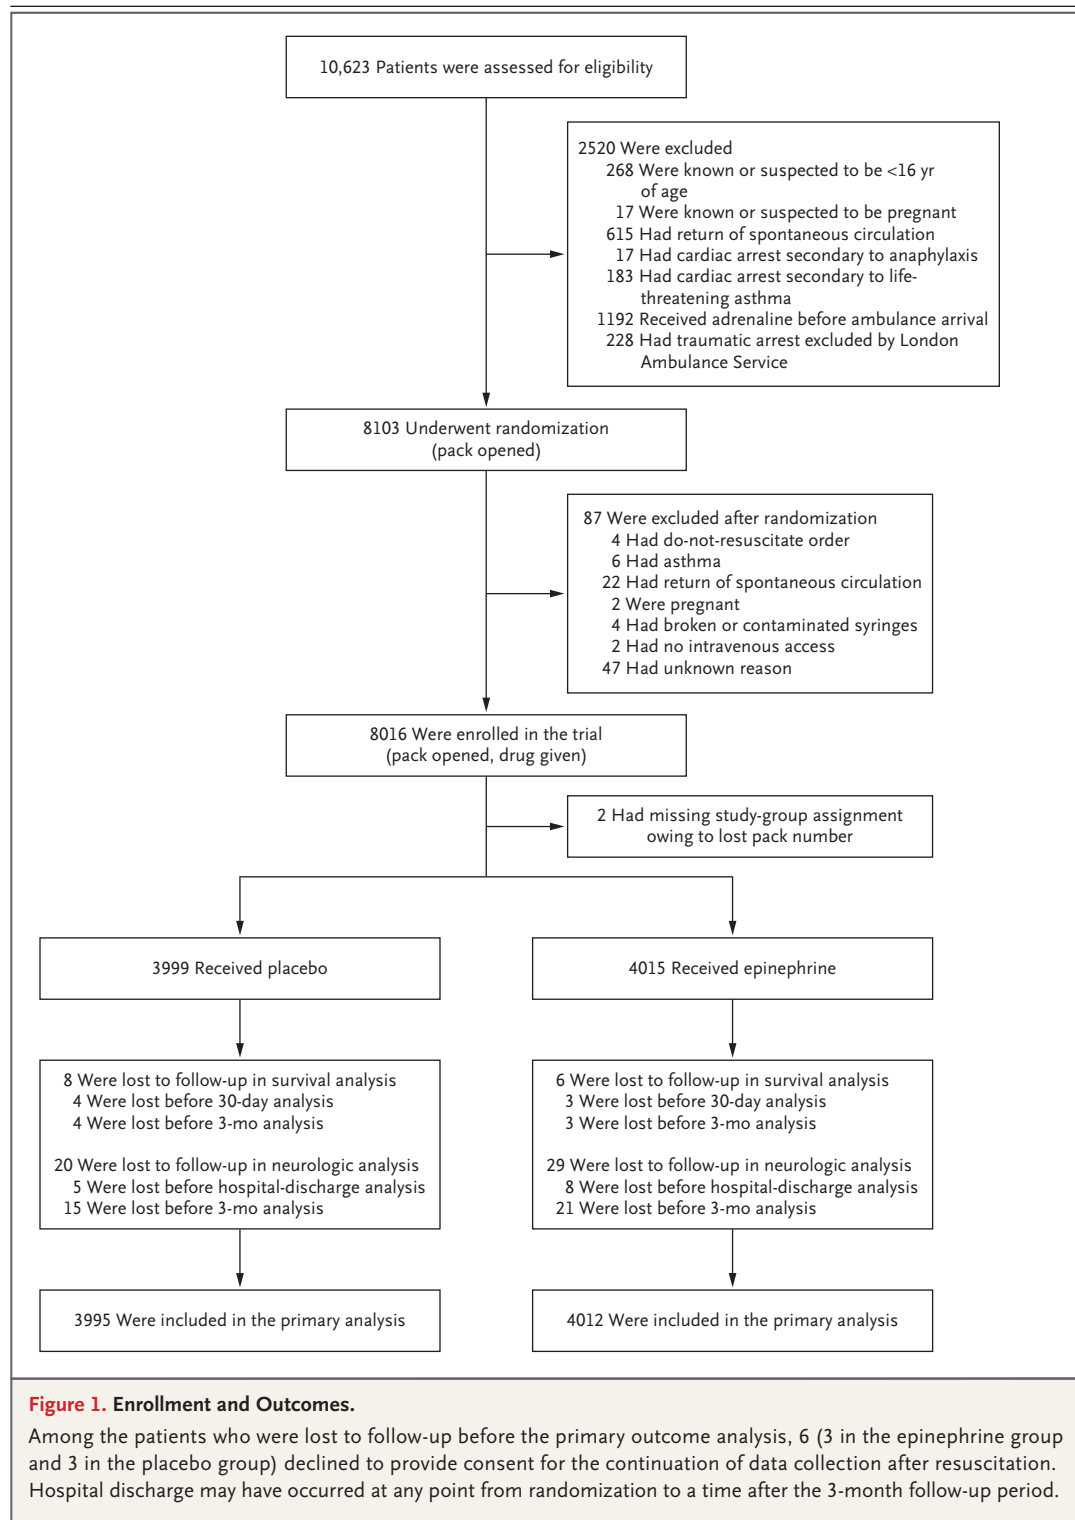 10,623 Patients were assessed for eligibility
2520 Were excluded
268 Were known or suspected to be <16 yr
of age
17 Were known or suspected to be pregnant
615 Had return of spontaneous circulation
17 Had cardiac arrest secondary to anaphylaxis
183 Had cardiac arrest secondary to life-
threatening asthma
1192 Received adrenaline before ambulance arrival
228 Had traumatic arrest excluded by London
Ambulance Service
8103 Underwent randomization
(pack opened)
87 Were excluded after randomization
4 Had do-not-resuscitate order
6 Had asthma
22 Had return of spontaneous circulation
2 Were pregnant
4 Had broken or contaminated syringes
2 Had no intravenous access
47 Had unknown reason
8016 Were enrolled in the trial
(pack opened, drug given)
2 Had missing study-group assignment
owing to lost pack number
3999 Received placebo
4015 Received epinephrine
8 Were lost to follow-up in survival analysis
4 Were lost before 30-day analysis
4 Were lost before 3-mo analysis
20 Were lost to follow-up in neurologic analysis
5 Were lost before hospital-discharge analysis
15 Were lost before 3-mo analysis
6 Were lost to follow-up in survival analysis
3 Were lost before 30-day analysis
3 Were lost before 3-mo analysis
29 Were lost to follow-up in neurologic analysis
8 Were lost before hospital-discharge analysis
21 Were lost before 3-mo analysis
3995 Were included in the primary analysis
4012 Were included in the primary analysis
Figure 1. Enrollment and Outcomes.
Among the patients who were lost to follow-up before the primary outcome analysis, 6 (3 in the epinephrine group
and 3 in the placebo group) declined to provide consent for the continuation of data collection after resuscitation.
Hospital discharge may have occurred at any point from randomization to a time after the 3-month follow-up period.